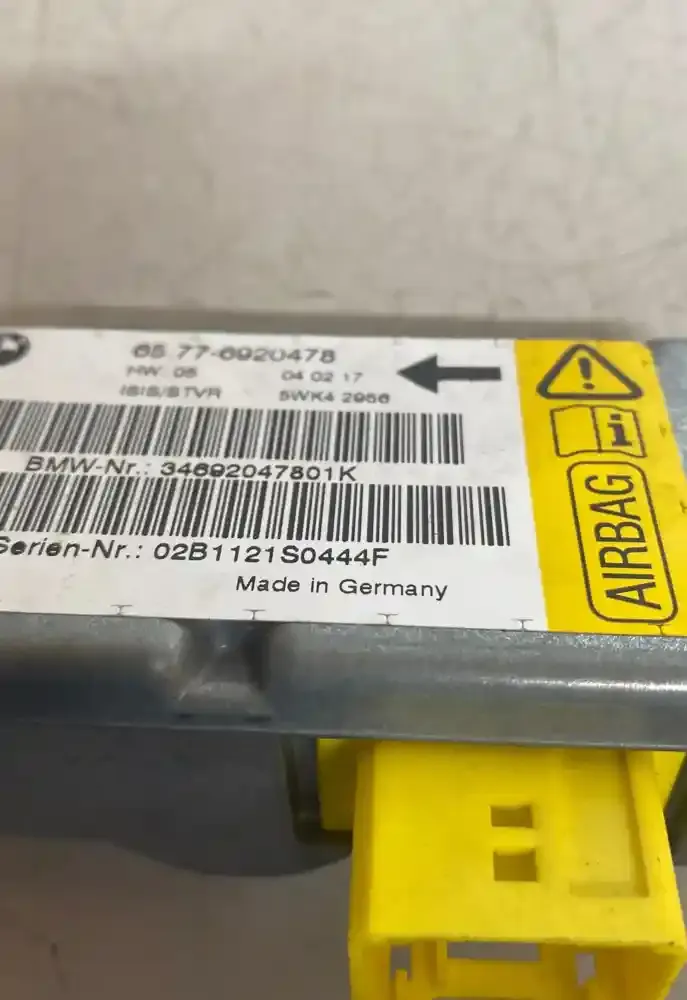 65.77-6920478
HW: 05 04 02 17
ISIS/STVR 5WK4 2956
BMW-Nr.: 34692047801K
Serien-Nr.: 02B1121S0444F
Made in Germany
AIRBAG